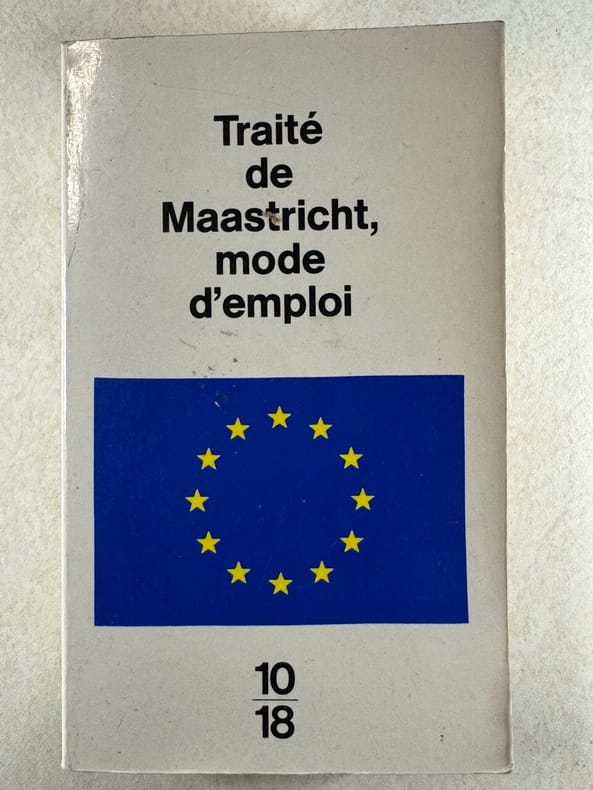 Traité
de
Maastricht,
mode
d'emploi
10
18